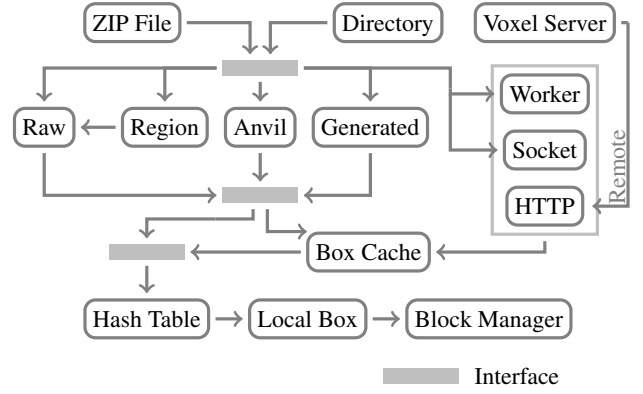 ZIP File
Directory
Voxel Server
Worker
Raw
Region
Anvil
Generated
Socket
Remote
HTTP
Box Cache
Hash Table
Local Box
Block Manager
Interface